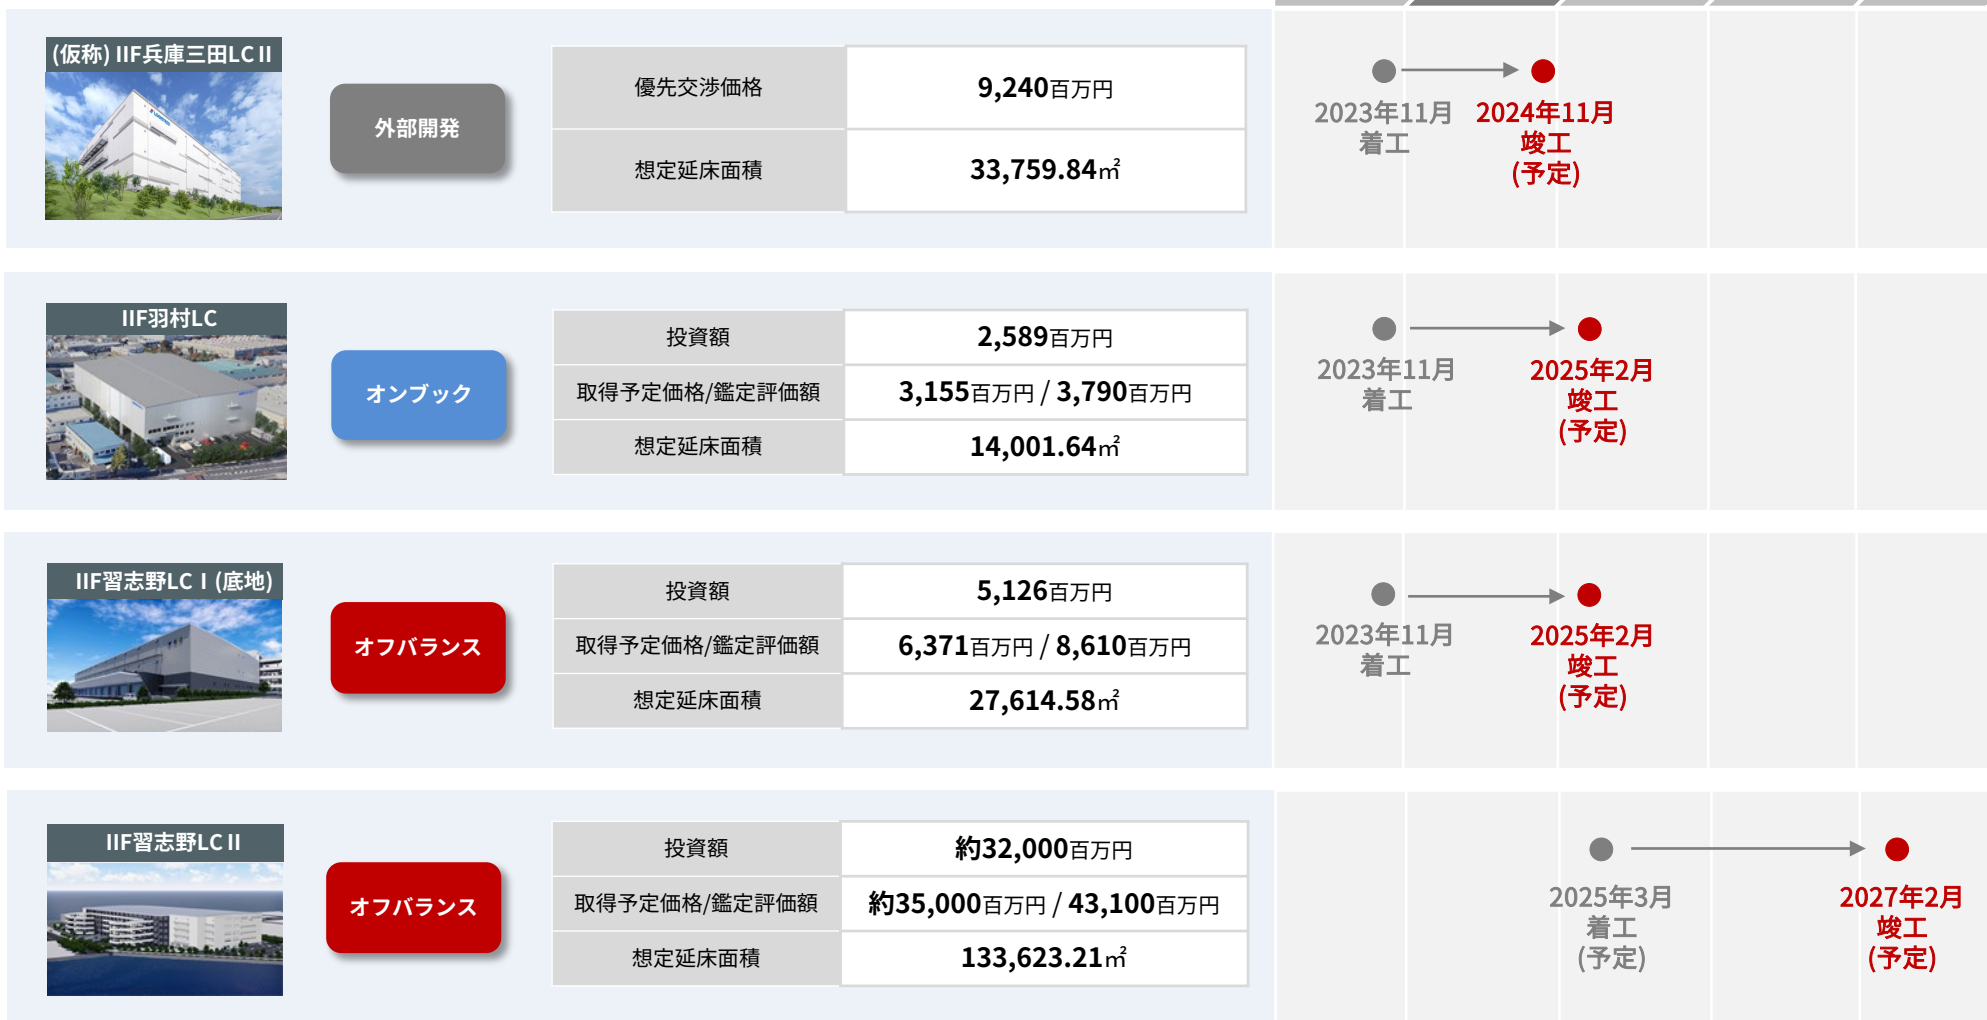 (仮称) IIF兵庫三田LCⅡ
外部開発
優先交渉価格 9,240百万円
想定延床面積 33,759.84㎡
2023年11月
着工
2024年11月
竣工
(予定)
IIF羽村LC
オンブック
投資額 2,589百万円
取得予定価格/鑑定評価額 3,155百万円 / 3,790百万円
想定延床面積 14,001.64㎡
2023年11月
着工
2025年2月
竣工
(予定)
IIF習志野LCⅠ(底地)
オフバランス
投資額 5,126百万円
取得予定価格/鑑定評価額 6,371百万円 / 8,610百万円
想定延床面積 27,614.58㎡
2023年11月
着工
2025年2月
竣工
(予定)
IIF習志野LCⅡ
オフバランス
投資額 約32,000百万円
取得予定価格/鑑定評価額 約35,000百万円 / 43,100百万円
想定延床面積 133,623.21㎡
2025年3月
着工
(予定)
2027年2月
竣工
(予定)